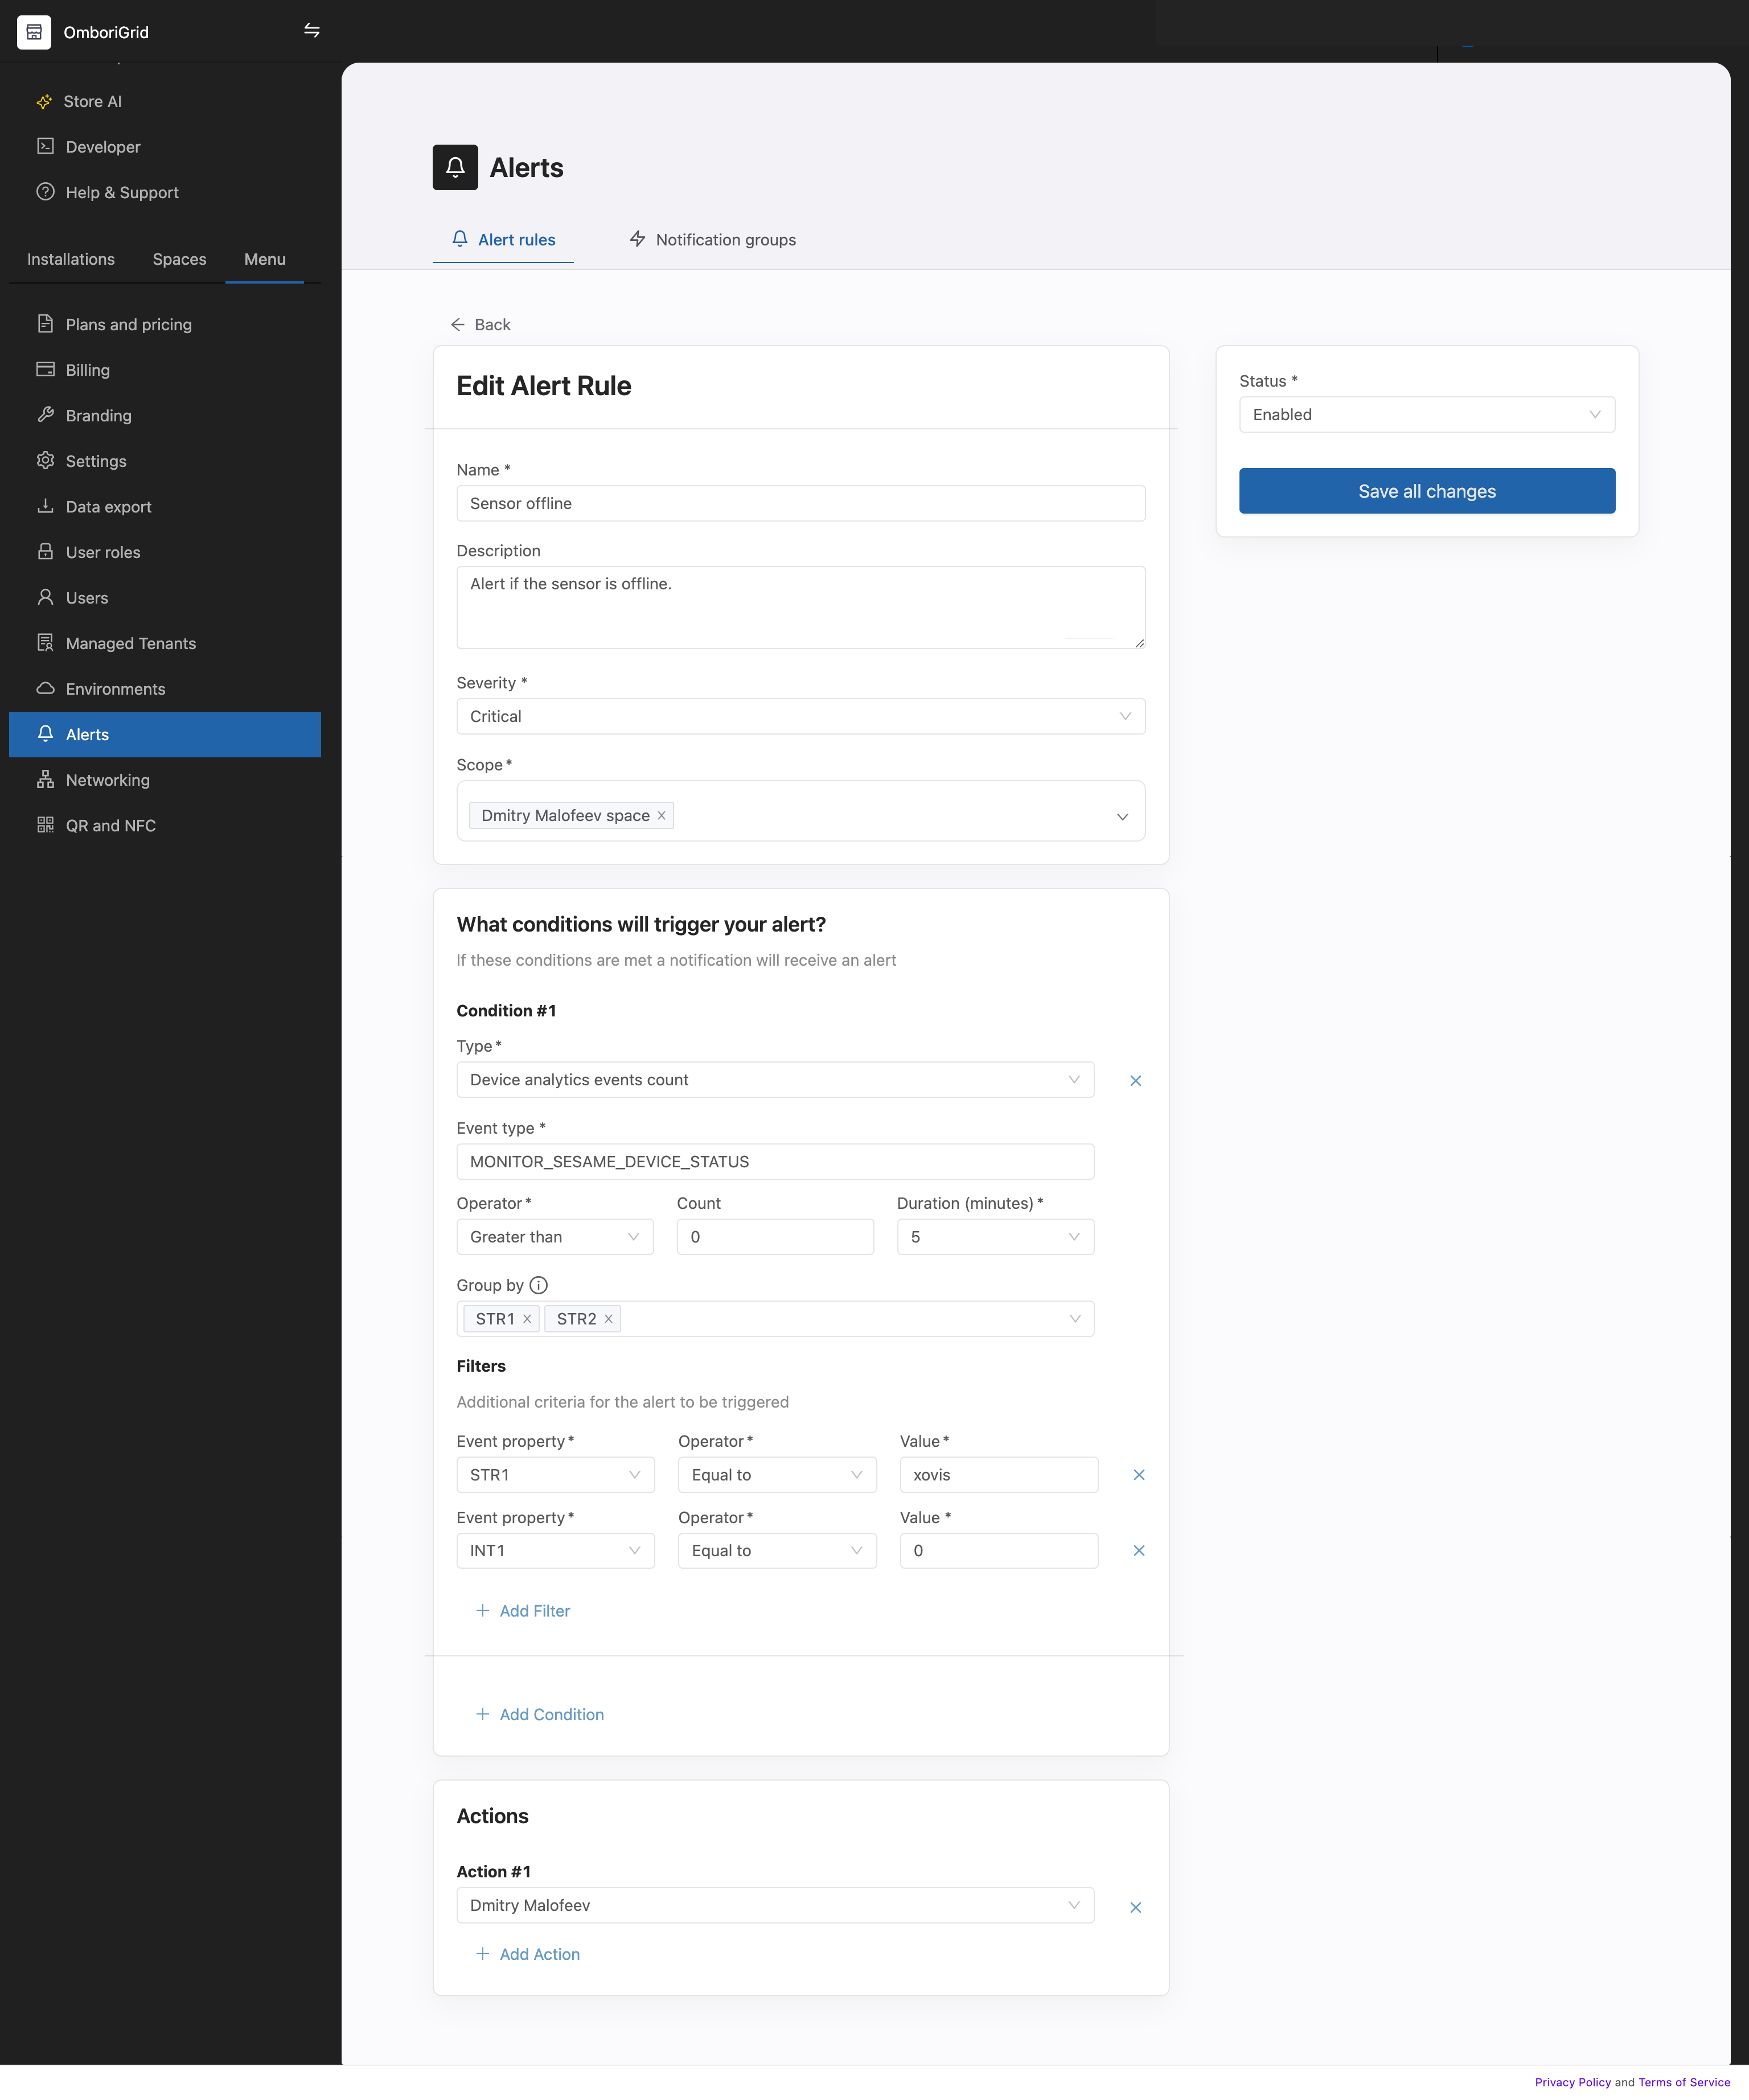 OmboriGrid
Store AI
Developer
Help & Support
Installations Spaces Menu
Plans and pricing
Billing
Branding
Settings
Data export
User roles
Users
Managed Tenants
Environments
Alerts
Networking
QR and NFC
Alerts
Alert rules Notification groups
Back
Edit Alert Rule
Name *
Sensor offline
Description
Alert if the sensor is offline.
Severity *
Critical
Scope *
Dmitry Malofeev space
Status *
Enabled
Save all changes
What conditions will trigger your alert?
If these conditions are met a notification will receive an alert
Condition #1
Type *
Device analytics events count
Event type *
MONITOR_SESAME_DEVICE_STATUS
Operator * Count Duration (minutes) *
Greater than 0 5
Group by
STR1 STR2
Filters
Additional criteria for the alert to be triggered
Event property * Operator * Value *
STR1 Equal to xovis
Event property * Operator * Value *
INT1 Equal to 0
Add Filter
Add Condition
Actions
Action #1
Dmitry Malofeev
Add Action
Privacy Policy and Terms of Service